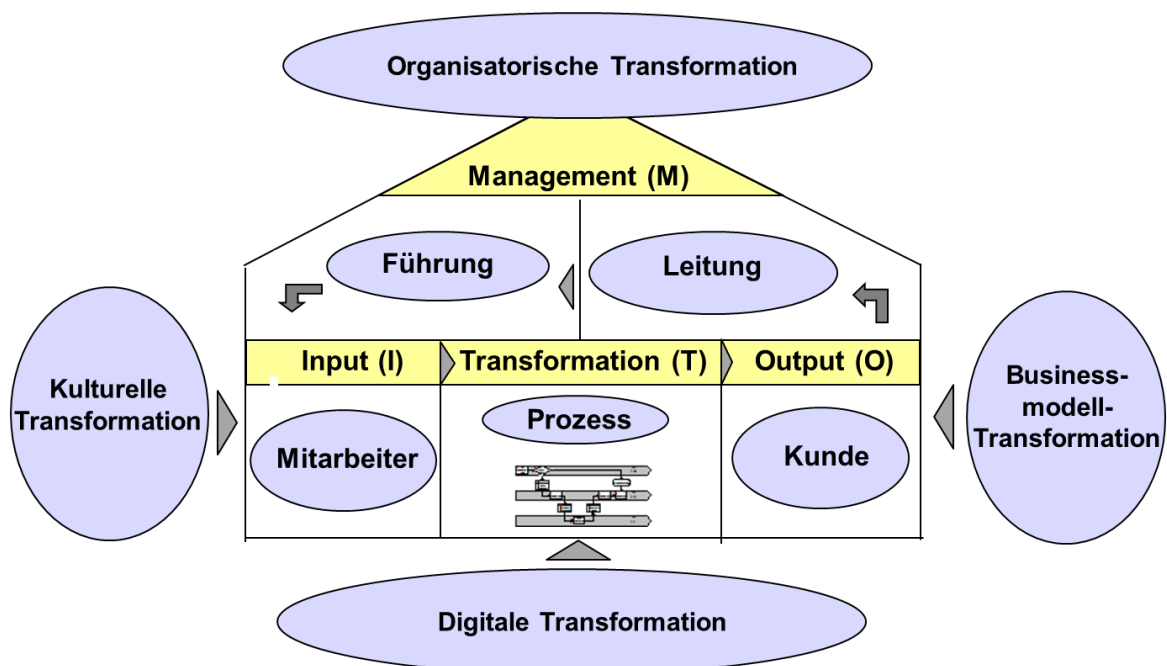 Organisatorische Transformation
Management (M)
Führung
Leitung
Input (I)
Transformation (T)
Output (O)
Kulturelle
Transformation
Mitarbeiter
Prozess
Kunde
Business-
modell-
Transformation
Digitale Transformation